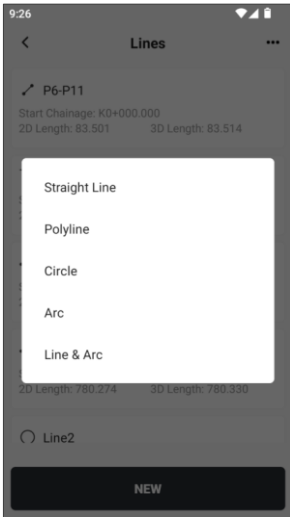 9:26
Lines
P6-P11
Start Chainage: K0+000.000
2D Length: 83.501 3D Length: 83.514
Straight Line
Polyline
Circle
Arc
Line & Arc
2D Length: 780.274 3D Length: 780.330
Line2
NEW